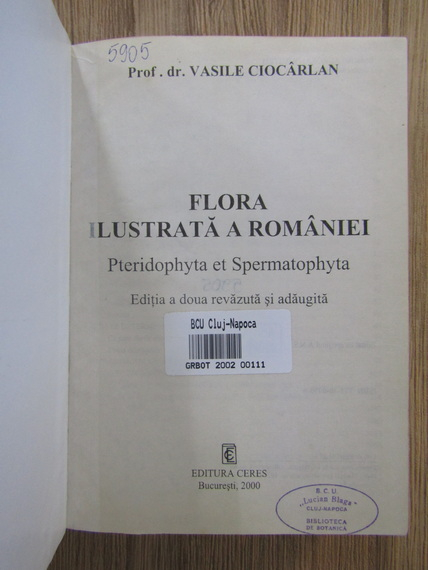 5905
Prof. dr. VASILE CIOCÂRLAN
FLORA
ILUSTRATĂ A ROMÂNIEI
Pteridophyta et Spermatophyta
Ediția a doua revăzută și adăugită
BCU Cluj-Napoca
GRBOT 2002 00111
EDITURA CERES
București, 2000
B.C.U.
"Lucian Blaga"
CLUJ-NAPOCA
BIBLIOTECA
DE BOTANICĂ